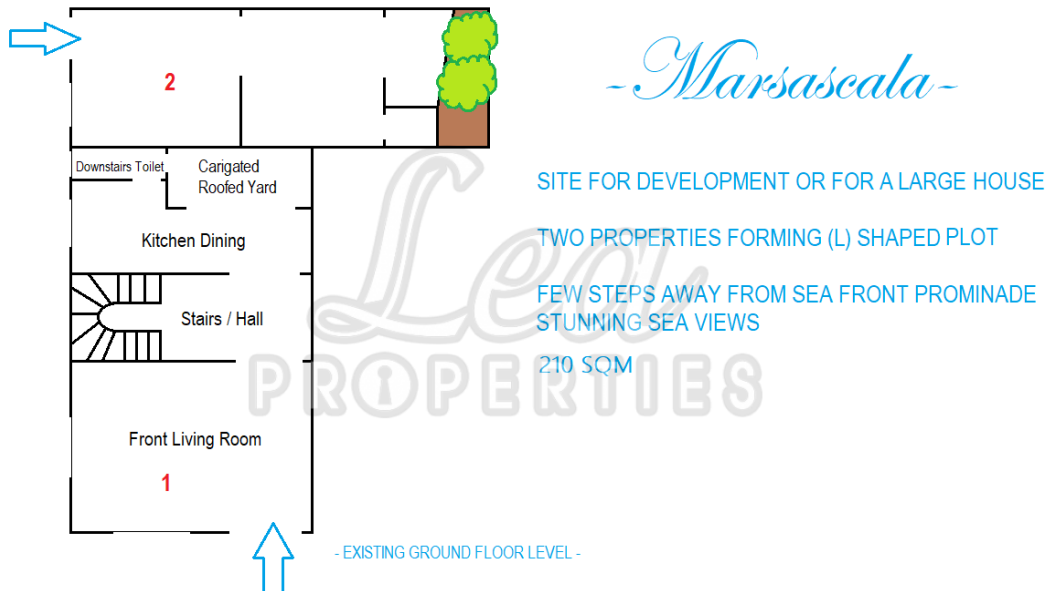 -Marsascala-
2
Downstairs Toilet
Carigated
Roofed Yard
SITE FOR DEVELOPMENT OR FOR A LARGE HOUSE
Kitchen Dining
TWO PROPERTIES FORMING (L) SHAPED PLOT
FEW STEPS AWAY FROM SEA FRONT PROMINADE
STUNNING SEA VIEWS
Stairs / Hall
210 SQM
Lea
PROPERTIES
Front Living Room
1
- EXISTING GROUND FLOOR LEVEL -